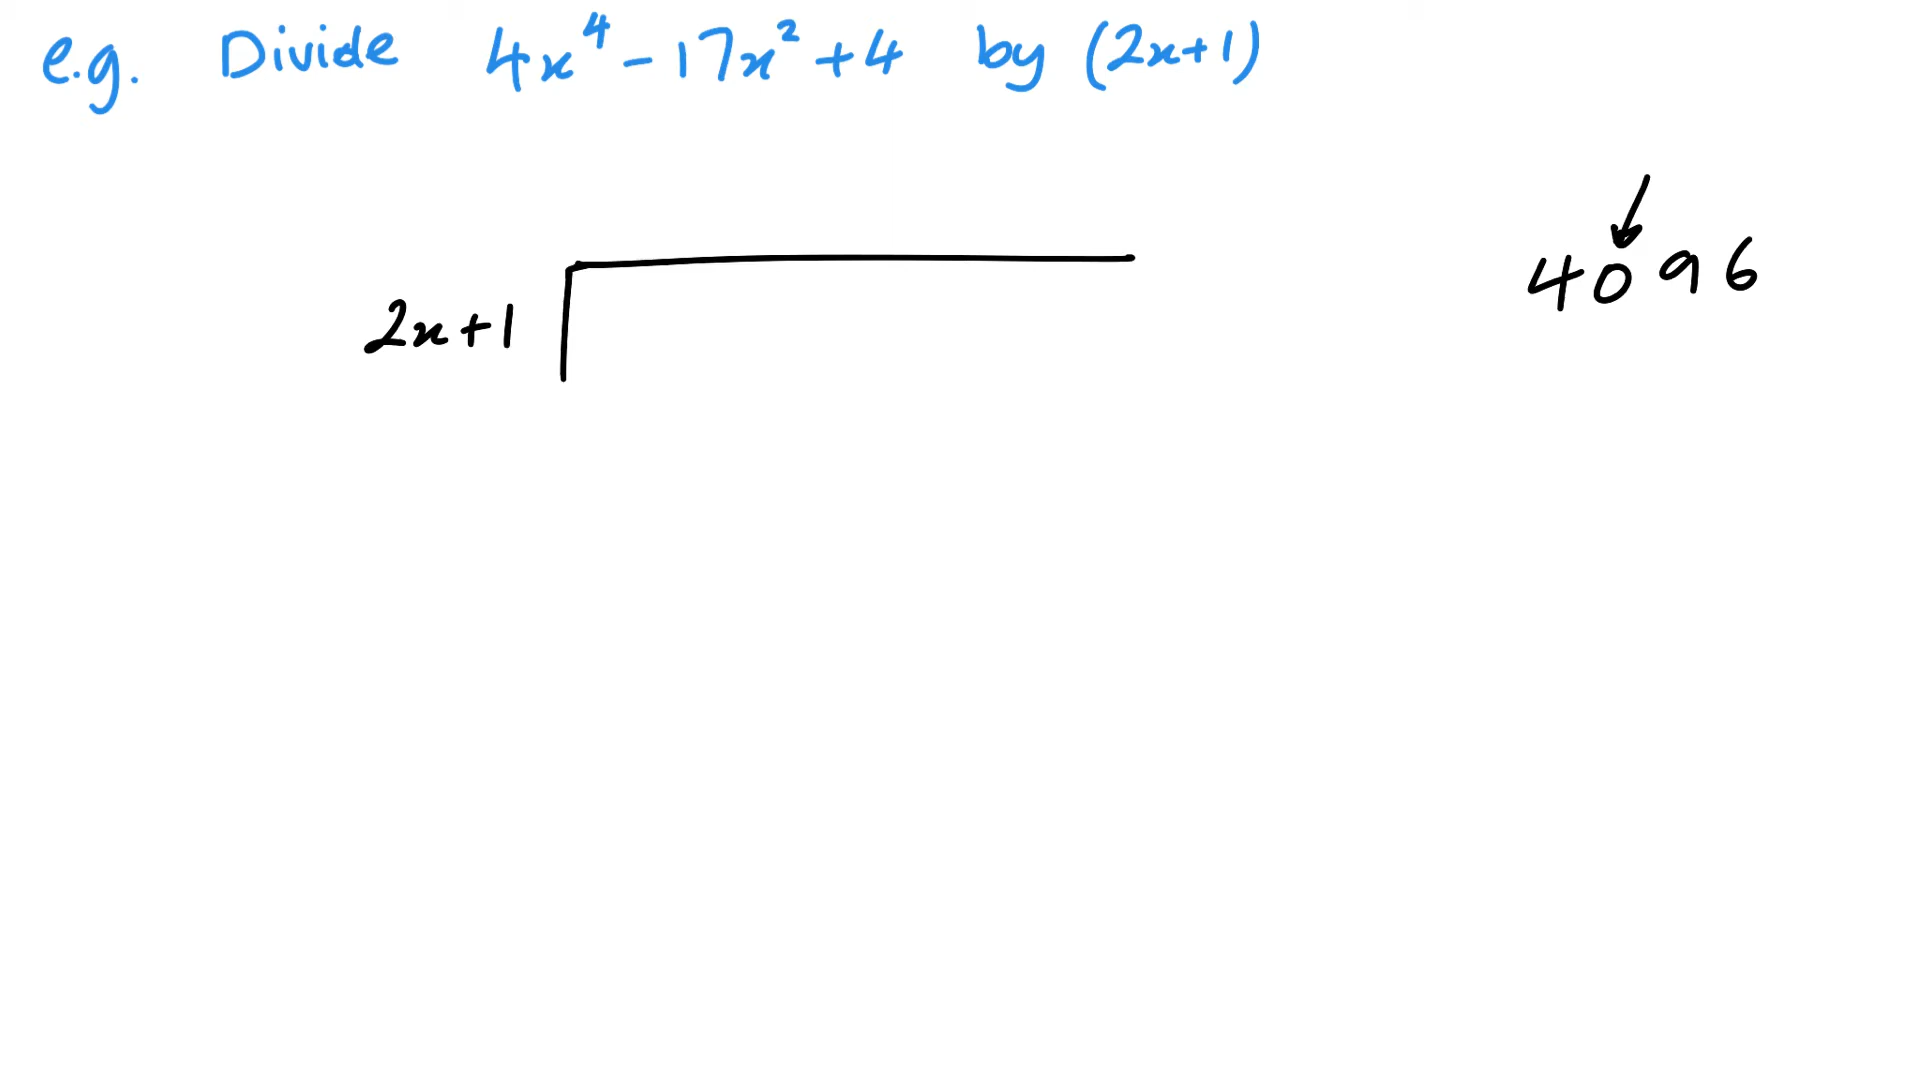 e.g. Divide 4x⁴ - 17x² + 4 by (2x+1)
2x+1
4096